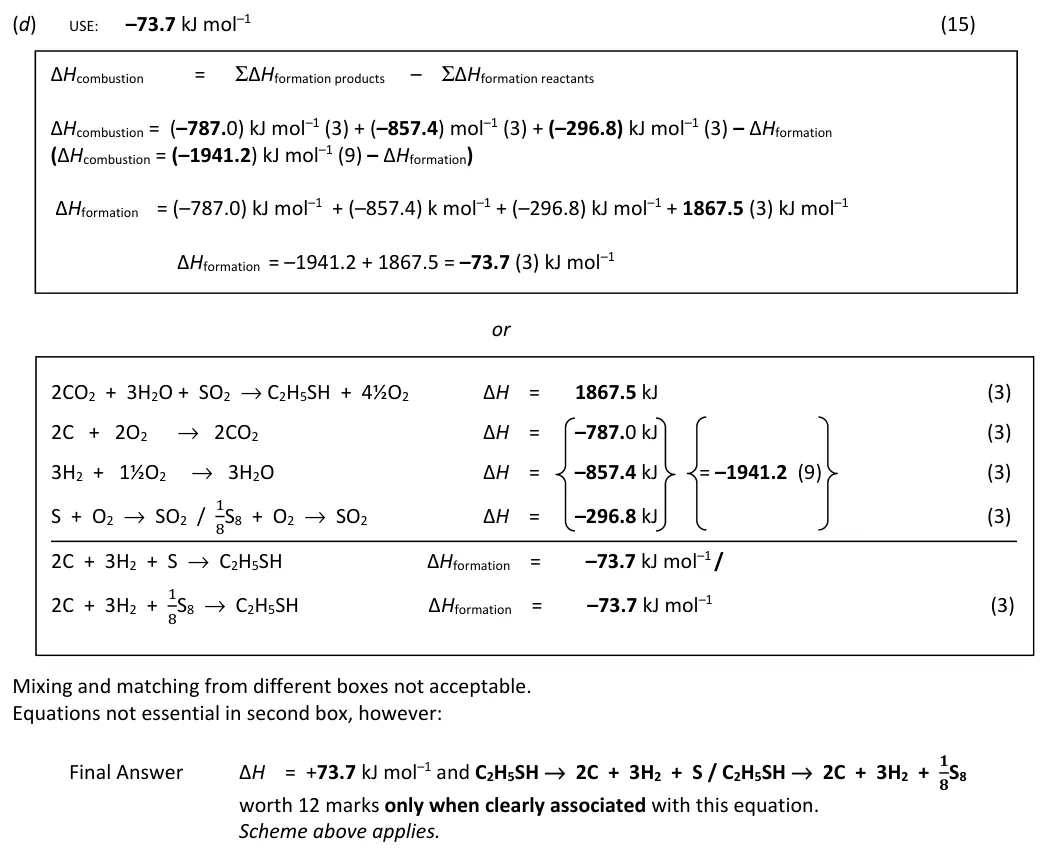 (d) USE: –73.7 kJ mol⁻¹ (15)
ΔHcombustion = ΣΔHformation products – ΣΔHformation reactants
ΔHcombustion = (–787.0) kJ mol⁻¹ (3) + (–857.4) mol⁻¹ (3) + (–296.8) kJ mol⁻¹ (3) – ΔHformation
(ΔHcombustion = (–1941.2) kJ mol⁻¹ (9) – ΔHformation)
ΔHformation = (–787.0) kJ mol⁻¹ + (–857.4) k mol⁻¹ + (–296.8) kJ mol⁻¹ + 1867.5 (3) kJ mol⁻¹
ΔHformation = –1941.2 + 1867.5 = –73.7 (3) kJ mol⁻¹
or
2CO₂ + 3H₂O + SO₂ → C₂H₅SH + 4½O₂ ΔH = 1867.5 kJ (3)
2C + 2O₂ → 2CO₂ ΔH = –787.0 kJ (3)
3H₂ + 1½O₂ → 3H₂O ΔH = –857.4 kJ = –1941.2 (9) (3)
S + O₂ → SO₂ / 1/8S₈ + O₂ → SO₂ ΔH = –296.8 kJ (3)
2C + 3H₂ + S → C₂H₅SH ΔHformation = –73.7 kJ mol⁻¹ /
2C + 3H₂ + 1/8S₈ → C₂H₅SH ΔHformation = –73.7 kJ mol⁻¹ (3)
Mixing and matching from different boxes not acceptable.
Equations not essential in second box, however:
Final Answer ΔH = +73.7 kJ mol⁻¹ and C₂H₅SH → 2C + 3H₂ + S / C₂H₅SH → 2C + 3H₂ + 1/8S₈
worth 12 marks only when clearly associated with this equation.
Scheme above applies.